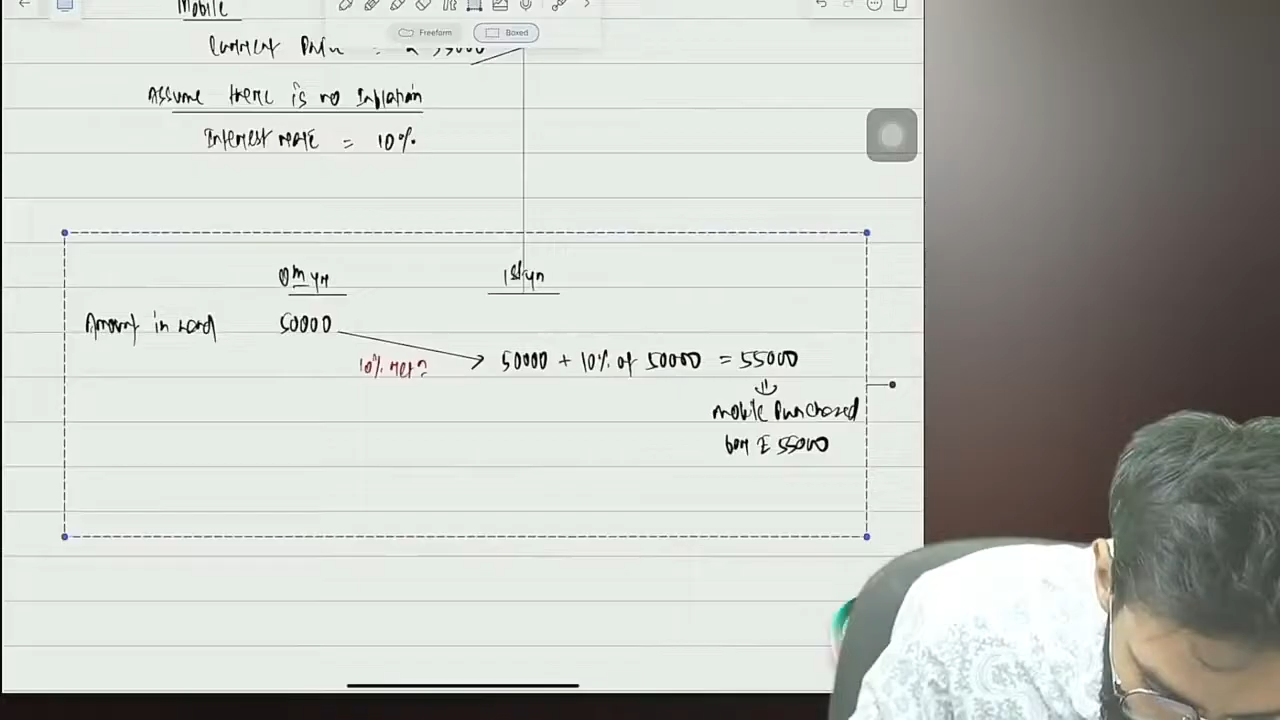 Mobile
Freeform
Boxed
Current
Assume there is no Inflation
Interest rate = 10%
0th yr
1st yr
Amount in hand
50000
10% ret?
50000 + 10% of 50000 = 55000
mobile Purchased
for ₹ 55000